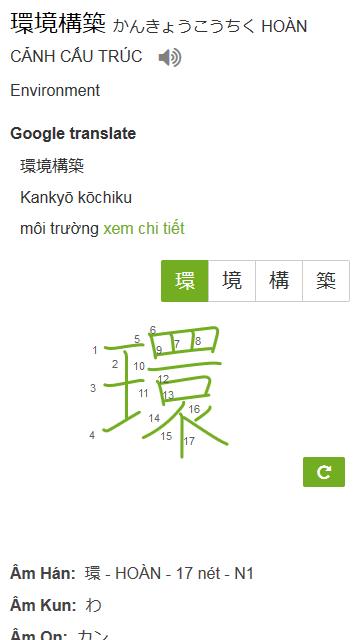 環境構築 かんきょうこうちく HOÀN
CẢNH CẤU TRÚC
Environment
Google translate
環境構築
Kankyō kōchiku
môi trường xem chi tiết
環 境 構 築
環
1 2 3 4 5 6 7 8 9 10 11 12 13 14 15 16 17
Âm Hán: 環 - HOÀN - 17 nét - N1
Âm Kun: わ
Âm On: カン